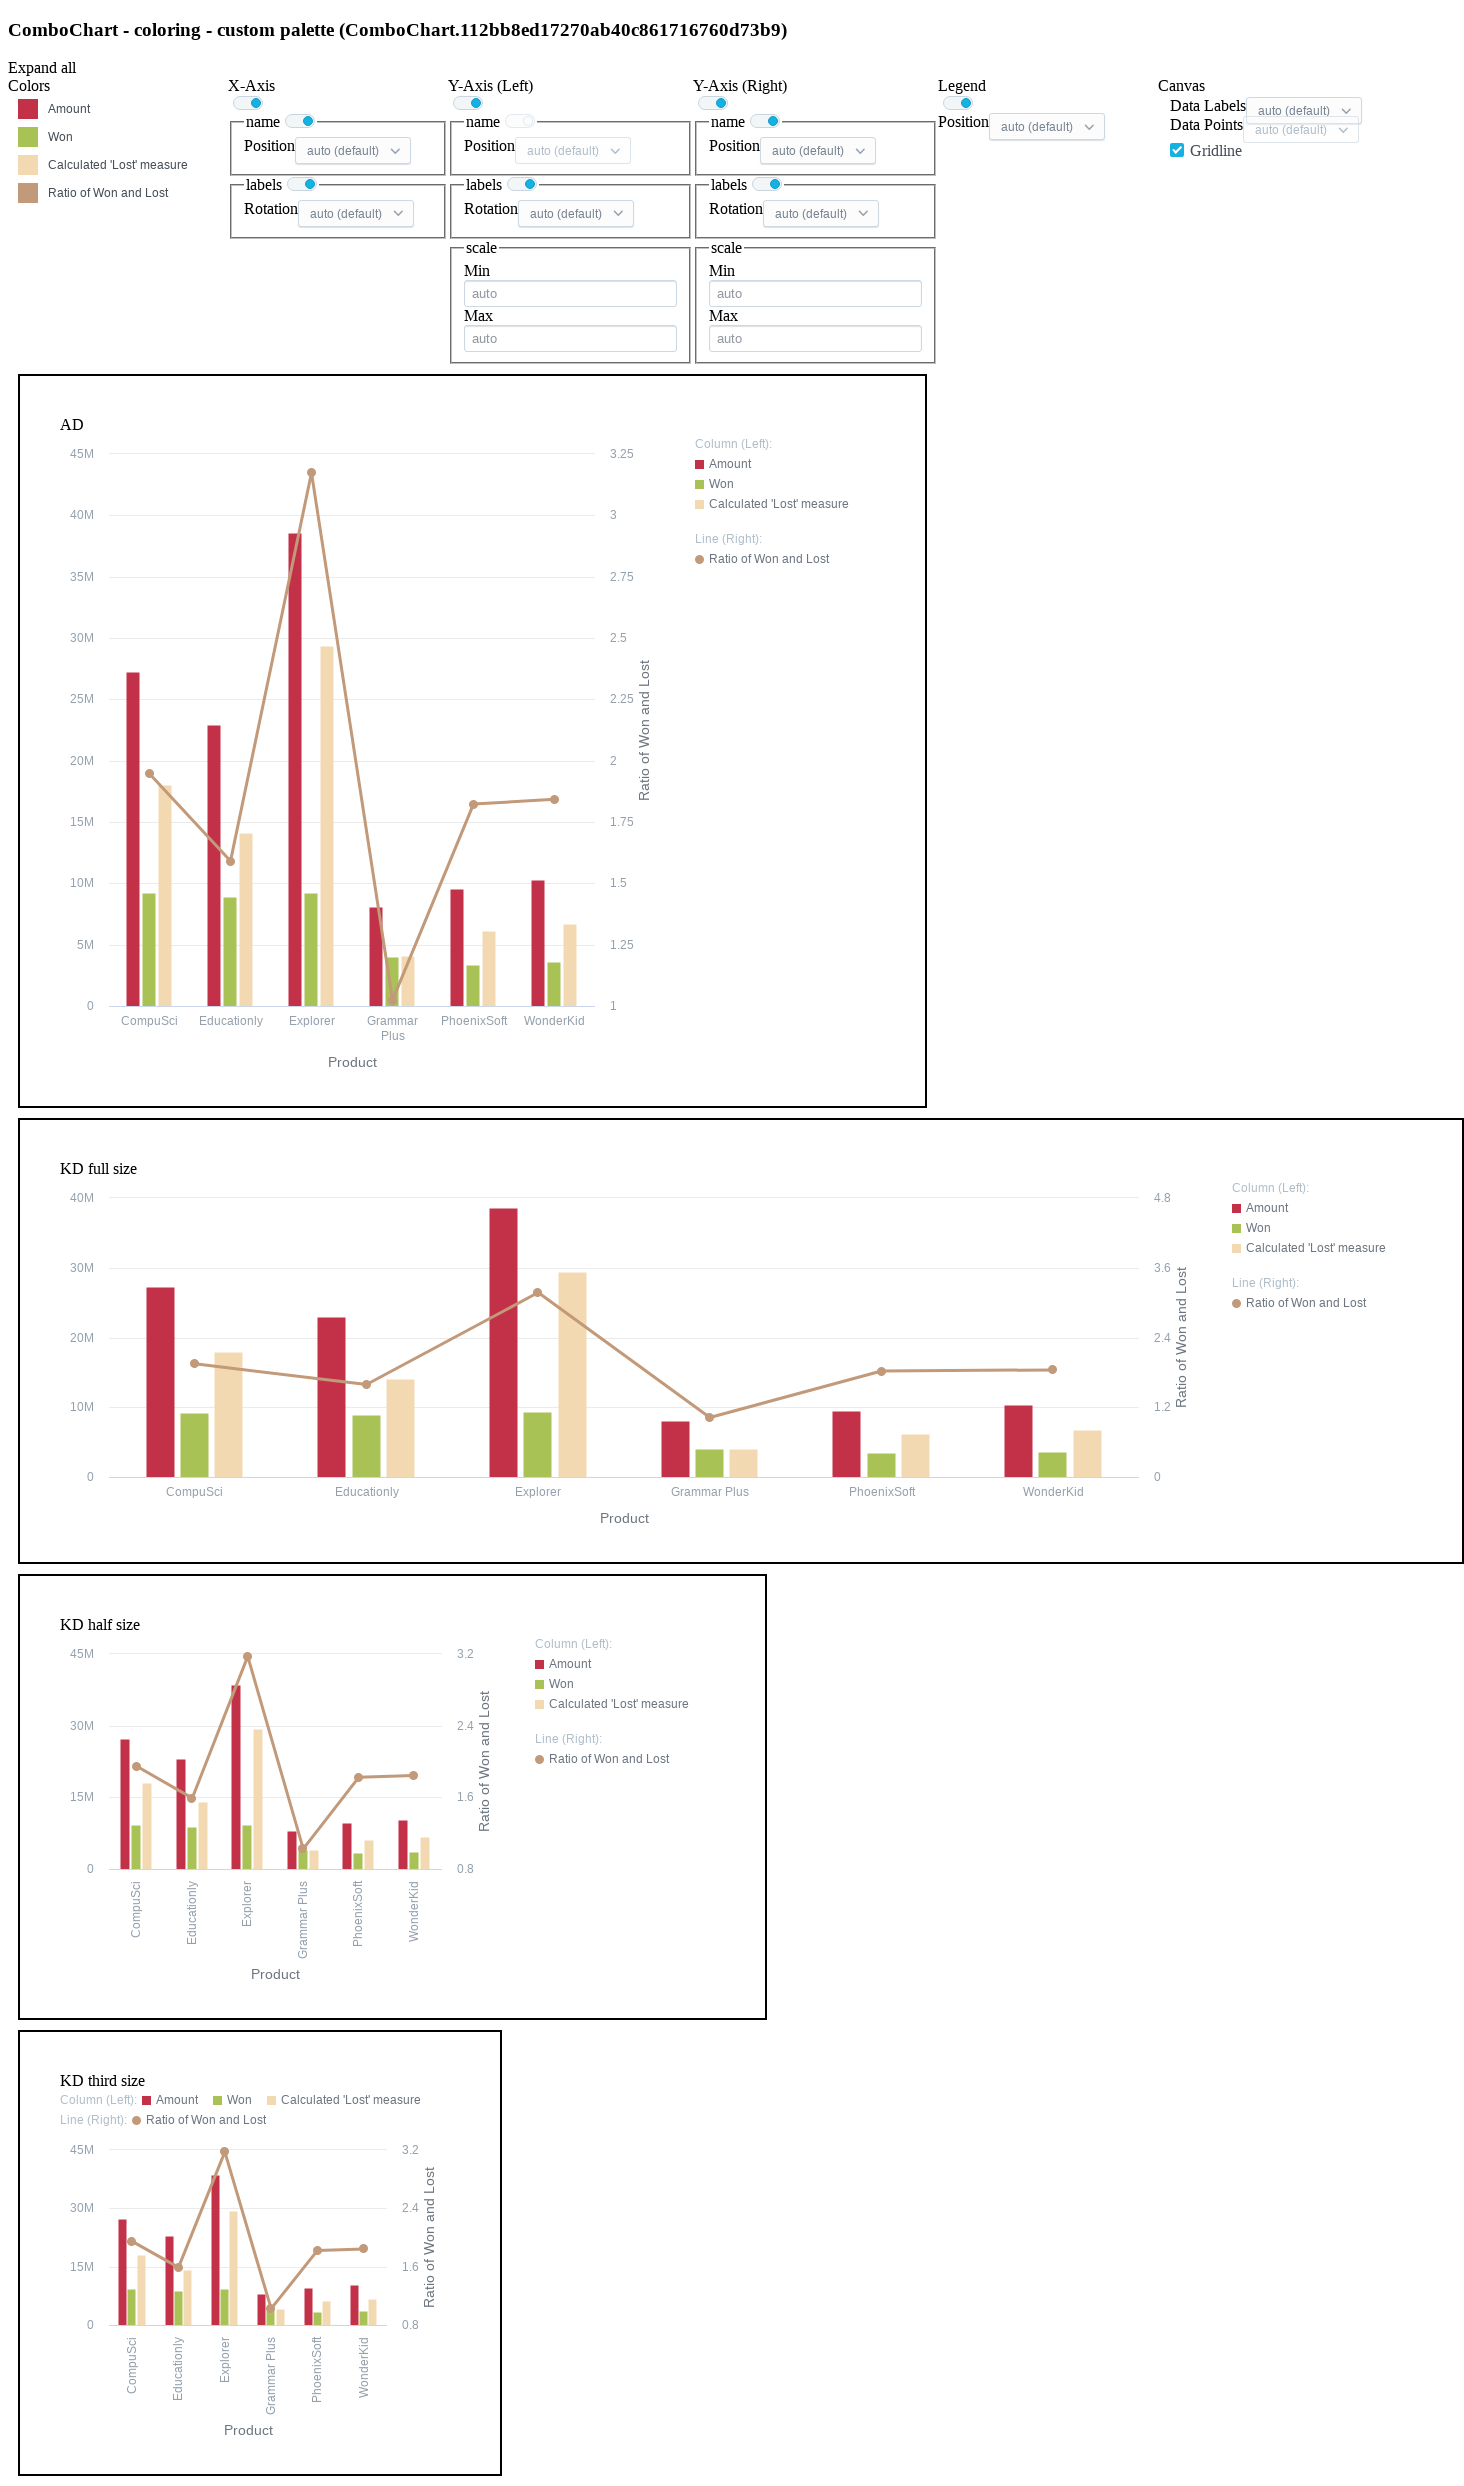 ComboChart - coloring - custom palette (ComboChart.112bb8ed17270ab40c861716760d73b9)
Expand all
Colors
Amount
Won
Calculated 'Lost' measure
Ratio of Won and Lost
X-Axis
name
Position auto (default)
labels
Rotation auto (default)
Y-Axis (Left)
name
Position auto (default)
labels
Rotation auto (default)
scale
Min
auto
Max
auto
Y-Axis (Right)
name
Position auto (default)
labels
Rotation auto (default)
scale
Min
auto
Max
auto
Legend
Position auto (default)
Canvas
Data Labels auto (default)
Data Points auto (default)
Gridline
AD
45M
40M
35M
30M
25M
20M
15M
10M
5M
0
3.25
3
2.75
2.5
2.25
2
1.75
1.5
1.25
1
Ratio of Won and Lost
CompuSci
Educationly
Explorer
Grammar
Plus
PhoenixSoft
WonderKid
Product
Column (Left):
Amount
Won
Calculated 'Lost' measure
Line (Right):
Ratio of Won and Lost
KD full size
40M
30M
20M
10M
0
4.8
3.6
2.4
1.2
0
Ratio of Won and Lost
CompuSci
Educationly
Explorer
Grammar Plus
PhoenixSoft
WonderKid
Product
Column (Left):
Amount
Won
Calculated 'Lost' measure
Line (Right):
Ratio of Won and Lost
KD half size
45M
30M
15M
0
3.2
2.4
1.6
0.8
Ratio of Won and Lost
CompuSci
Educationly
Explorer
Grammar Plus
PhoenixSoft
WonderKid
Product
Column (Left):
Amount
Won
Calculated 'Lost' measure
Line (Right):
Ratio of Won and Lost
KD third size
Column (Left): Amount Won Calculated 'Lost' measure
Line (Right): Ratio of Won and Lost
45M
30M
15M
0
3.2
2.4
1.6
0.8
Ratio of Won and Lost
CompuSci
Educationly
Explorer
Grammar Plus
PhoenixSoft
WonderKid
Product